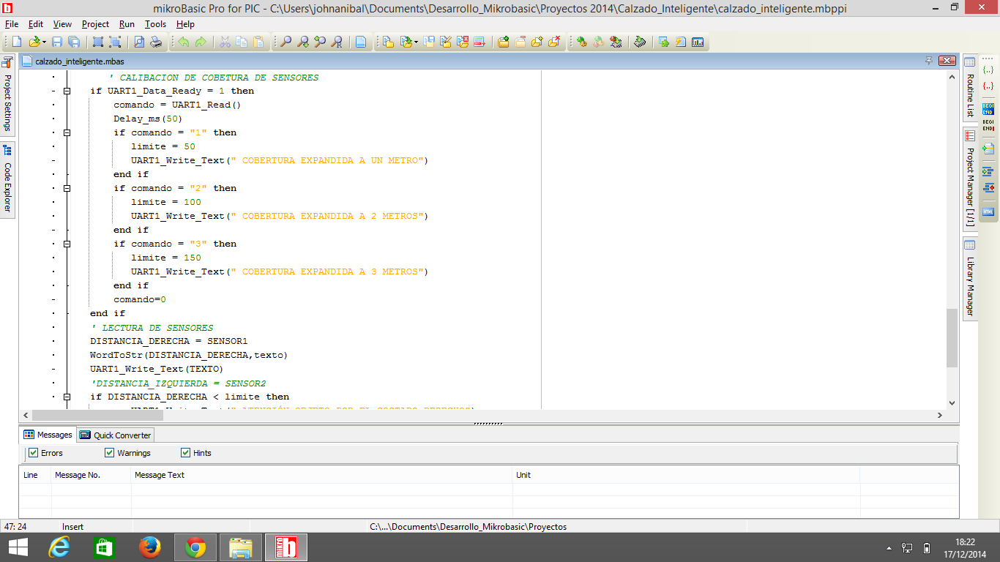 mikroBasic Pro for PIC - C:\Users\johnanibal\Documents\Desarrollo_Mikrobasic\Proyectos 2014\Calzado_Inteligente\calzado_inteligente.mbppi
File Edit View Project Run Tools Help
calzado_inteligente.mbas
Project Settings
Code Explorer
' CALIBACION DE COBETURA DE SENSORES
if UART1_Data_Ready = 1 then
comando = UART1_Read()
Delay_ms(50)
if comando = "1" then
limite = 50
UART1_Write_Text(" COBERTURA EXPANDIDA A UN METRO")
end if
if comando = "2" then
limite = 100
UART1_Write_Text(" COBERTURA EXPANDIDA A 2 METROS")
end if
if comando = "3" then
limite = 150
UART1_Write_Text(" COBERTURA EXPANDIDA A 3 METROS")
end if
comando=0
end if
' LECTURA DE SENSORES
DISTANCIA_DERECHA = SENSOR1
WordToStr(DISTANCIA_DERECHA,texto)
UART1_Write_Text(TEXTO)
'DISTANCIA_IZQUIERDA = SENSOR2
if DISTANCIA_DERECHA < limite then
Routine List
Project Manager [1/1]
Library Manager
{..}
{..}
BEGI
END
BEGI
END
HTML
Messages Quick Converter
Errors Warnings Hints
Line Message No. Message Text Unit
47: 24 Insert C:\...\Documents\Desarrollo_Mikrobasic\Proyectos
18:22
17/12/2014